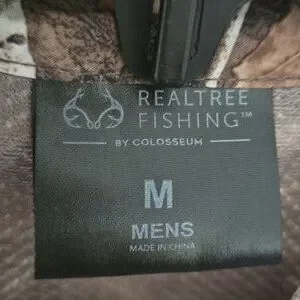 REALTREE
FISHING™
BY COLOSSEUM
M
MENS
MADE IN CHINA